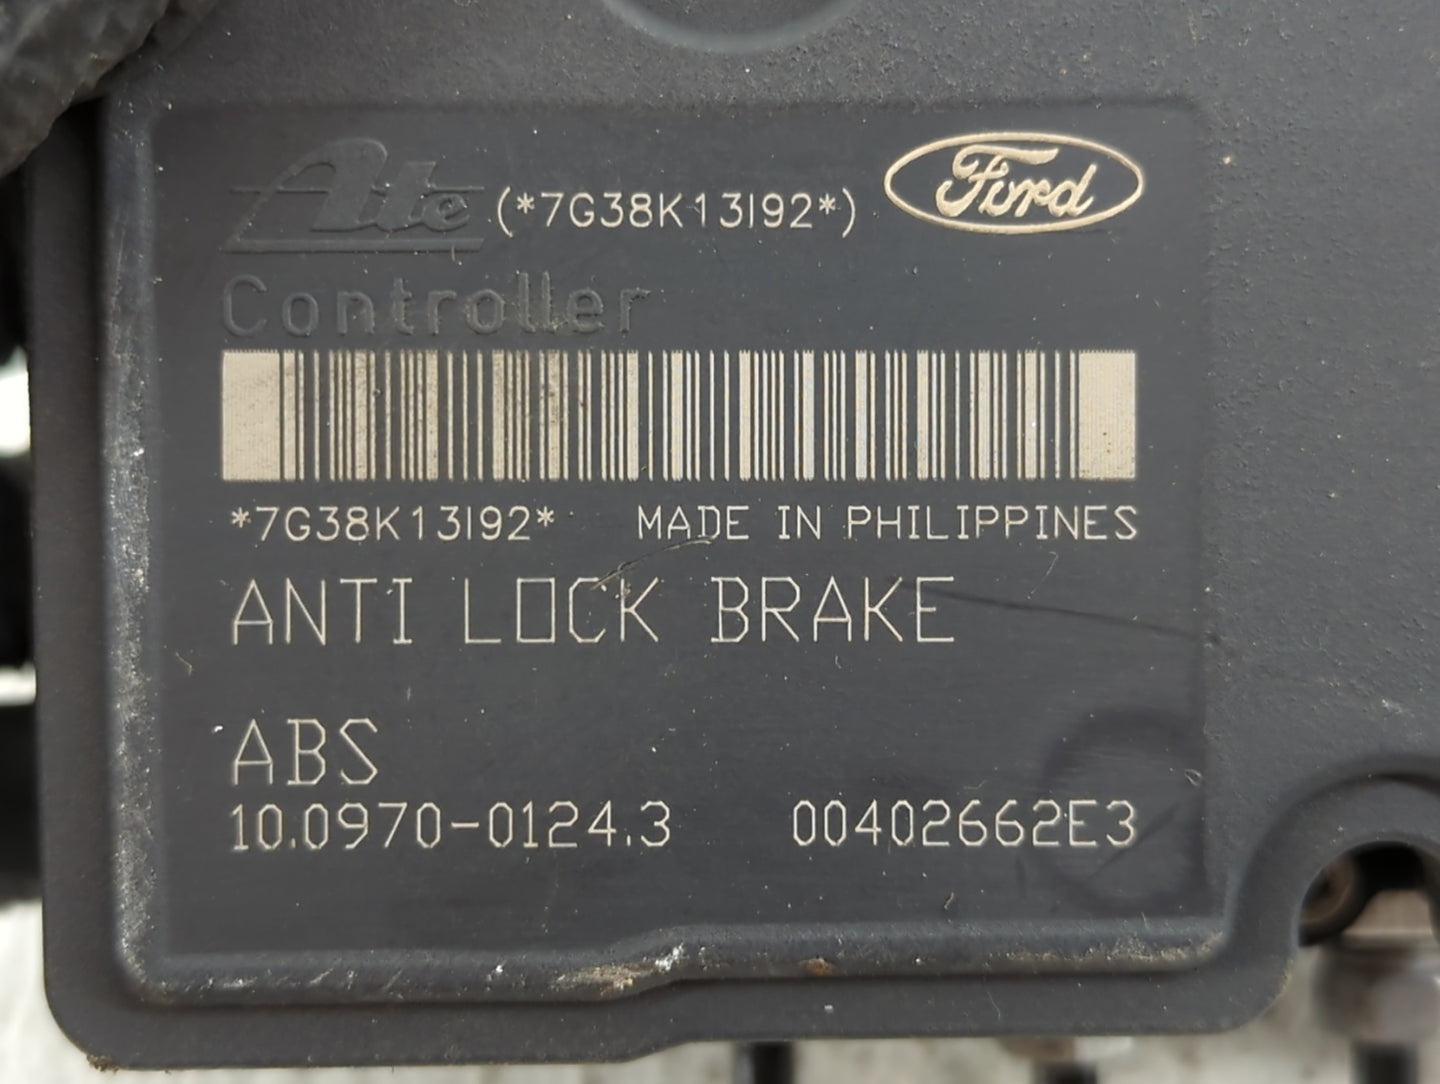 Ate (*7G38K13I92*) Ford
Controller
*7G38K13I92* MADE IN PHILIPPINES
ANTI LOCK BRAKE
ABS
10.0970-0124.3 00402662E3